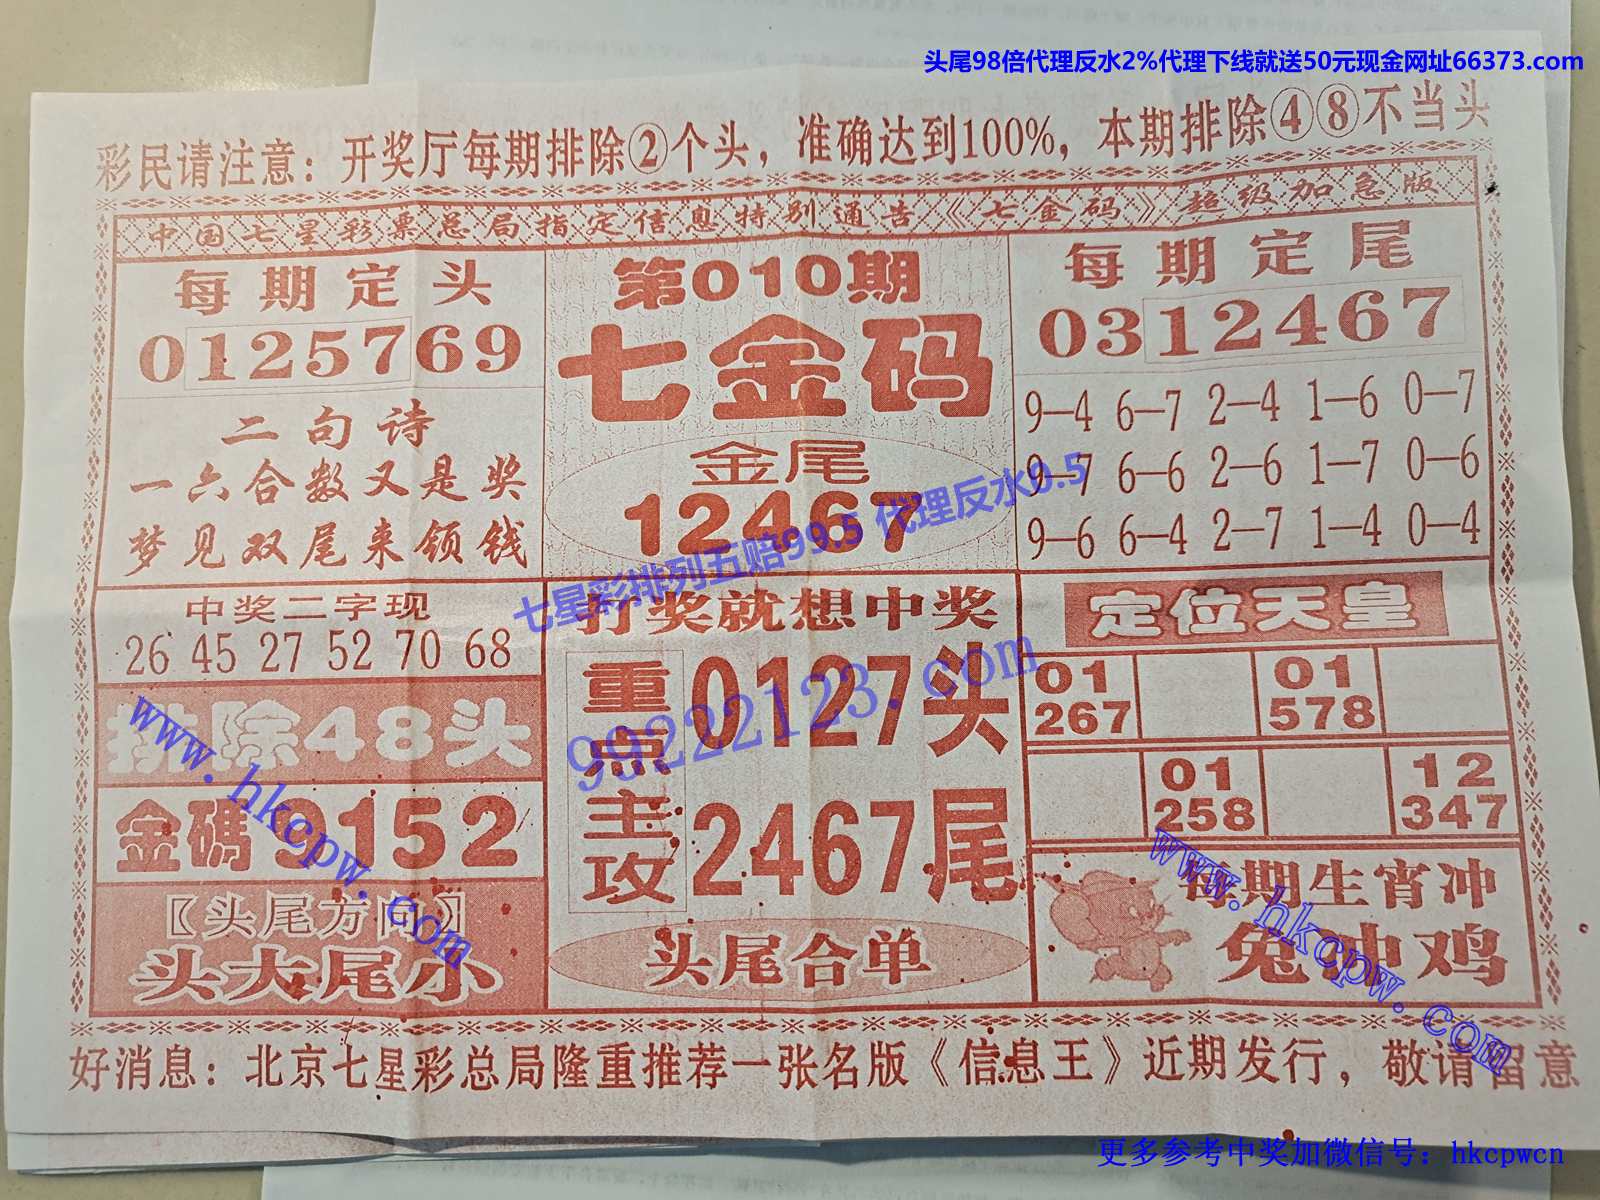 头尾98倍代理反水2%代理下线就送50元现金网址66373.com
彩民请注意：开奖厅每期排除②个头，准确达到100%，本期排除④⑧不当头
中国七星彩票总局指定信息特别通告《七金码》超级加急版
每期定头
0125769
二句诗
一六合数又是奖
梦见双尾来领钱
第010期
七金码
金尾
12467
每期定尾
0312467
9—4 6—7 2—4 1—6 0—7
9—7 6—6 2—6 1—7 0—6
9—6 6—4 2—7 1—4 0—4
七星彩排列五赔99.5 代理反水0.5
99222123.com
中奖二字现
26 45 27 52 70 68
排除48头
金碼9152
〖头尾方向〗
头大尾小
www.hkcpw.com
打奖就想中奖
重点主攻
0127头
2467尾
头尾合单
定位天皇
01
267
01
578
01
258
12
347
每期生肖冲
兔冲鸡
www.hkcpw.com
好消息：北京七星彩总局隆重推荐一张名版《信息王》近期发行，敬请留意
更多参考中奖加微信号：hkcpwcn